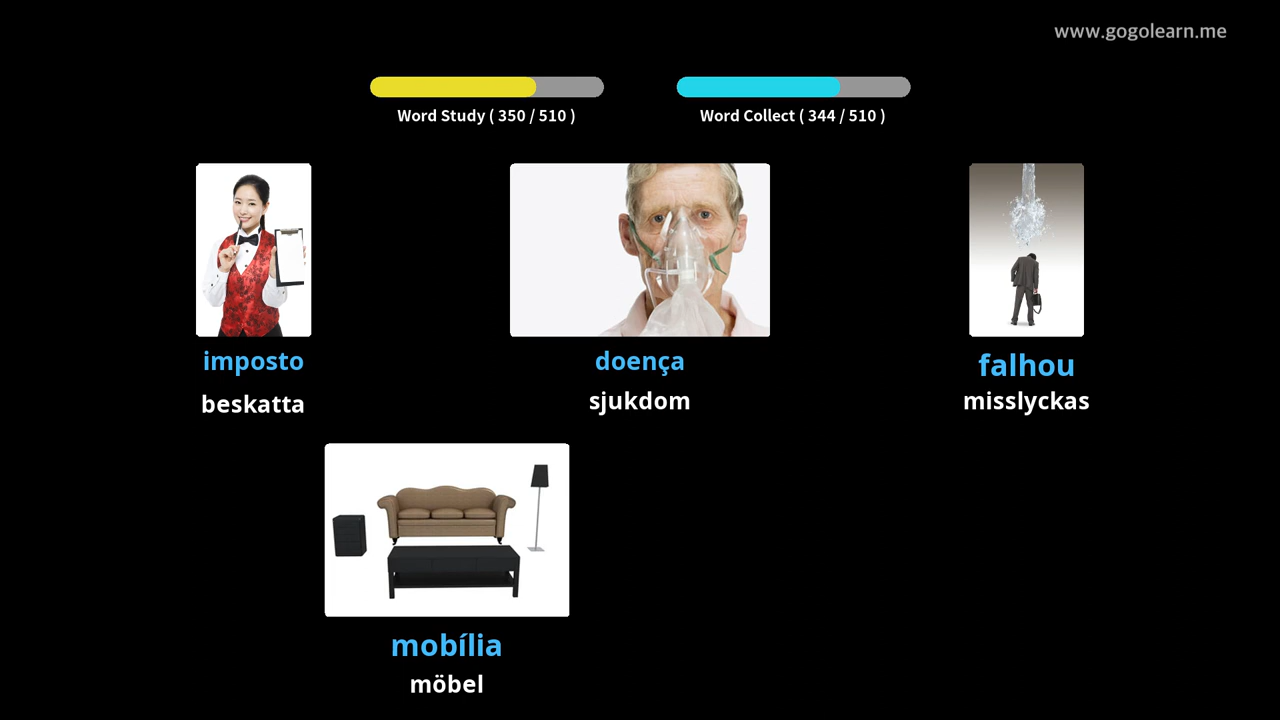 www.gogolearn.me
Word Study ( 350 / 510 )
Word Collect ( 344 / 510 )
imposto
beskatta
doença
sjukdom
falhou
misslyckas
mobília
möbel